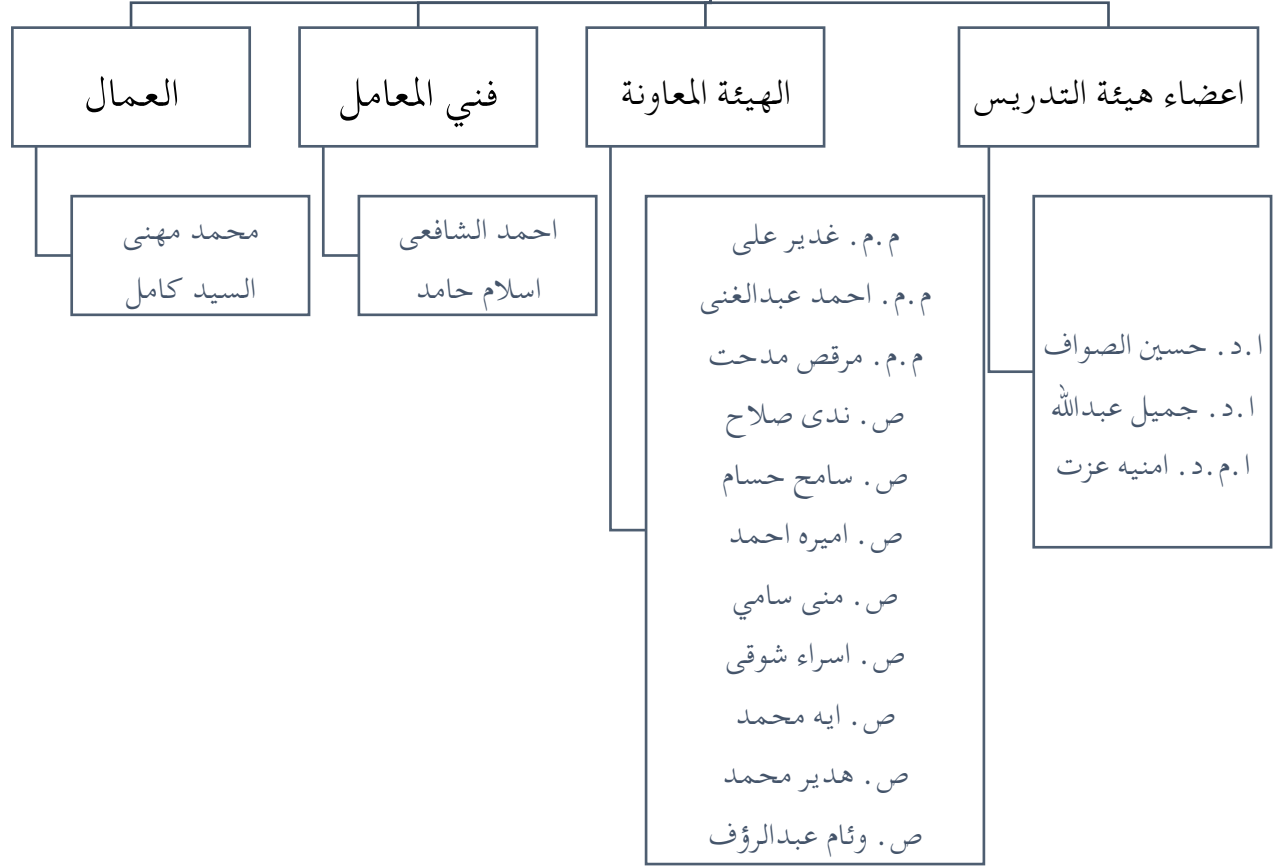 اعضاء هيئة التدريس
ا.د. حسين الصواف
ا.د. جميل عبدالله
ا.م.د. امنيه عزت
الهيئة المعاونة
م.م. غدير على
م.م. احمد عبدالغنى
م.م. مرقص مدحت
ص. ندى صلاح
ص. سامح حسام
ص. اميره احمد
ص. منى سامي
ص. اسراء شوقى
ص. ايه محمد
ص. هدير محمد
ص. وئام عبدالرؤف
فني المعامل
احمد الشافعى
اسلام حامد
العمال
محمد مهنى
السيد كامل